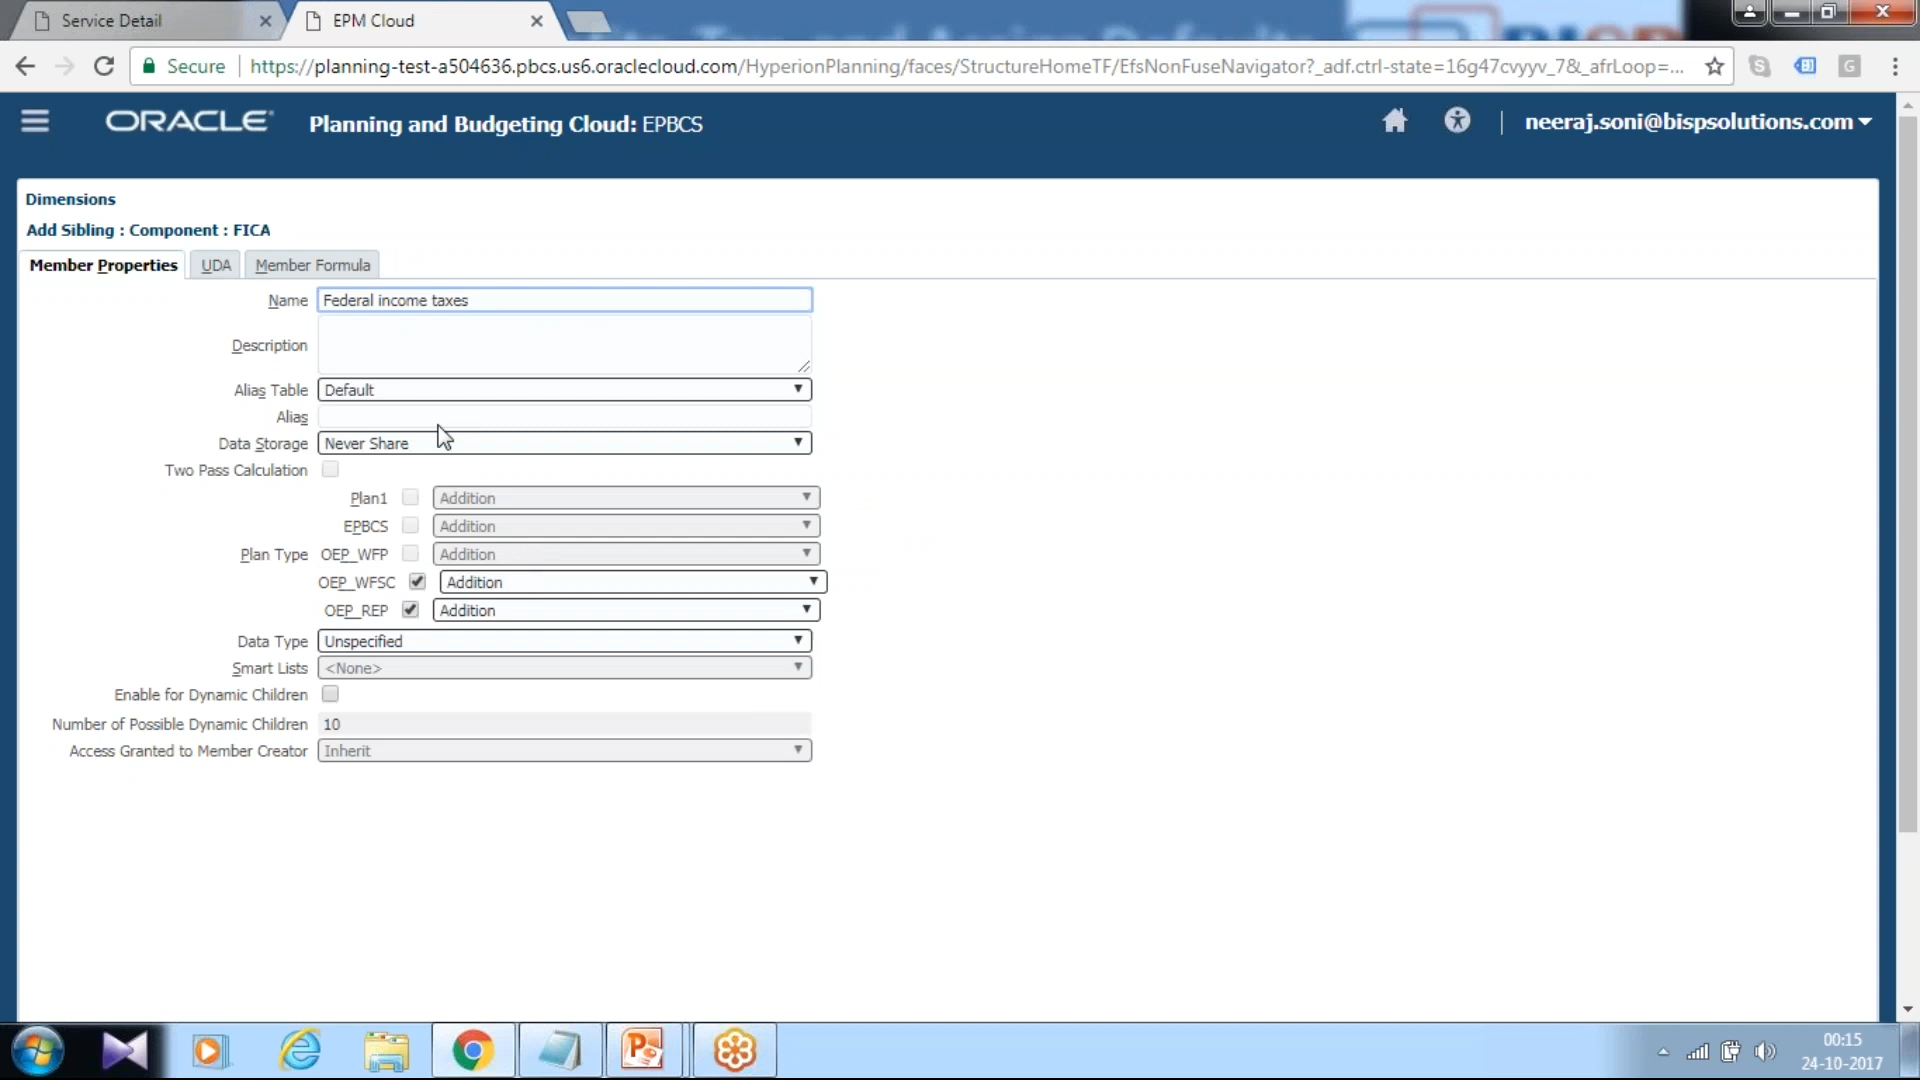 Service Detail
EPM Cloud
Secure
https://planning-test-a504636.pbcs.us6.oraclecloud.com/HyperionPlanning/faces/StructureHomeTF/EfsNonFuseNavigator?_adf.ctrl-state=16g47cvyyv_7&_afrLoop=...
ORACLE Planning and Budgeting Cloud: EPBCS
neeraj.soni@bispsolutions.com
Dimensions
Add Sibling : Component : FICA
Member Properties
UDA
Member Formula
Name Federal income taxes
Description
Alias Table Default
Alias
Data Storage Never Share
Two Pass Calculation
Plan1 Addition
EPBCS Addition
Plan Type OEP_WFP Addition
OEP_WFSC Addition
OEP_REP Addition
Data Type Unspecified
Smart Lists <None>
Enable for Dynamic Children
Number of Possible Dynamic Children 10
Access Granted to Member Creator Inherit
00:15
24-10-2017